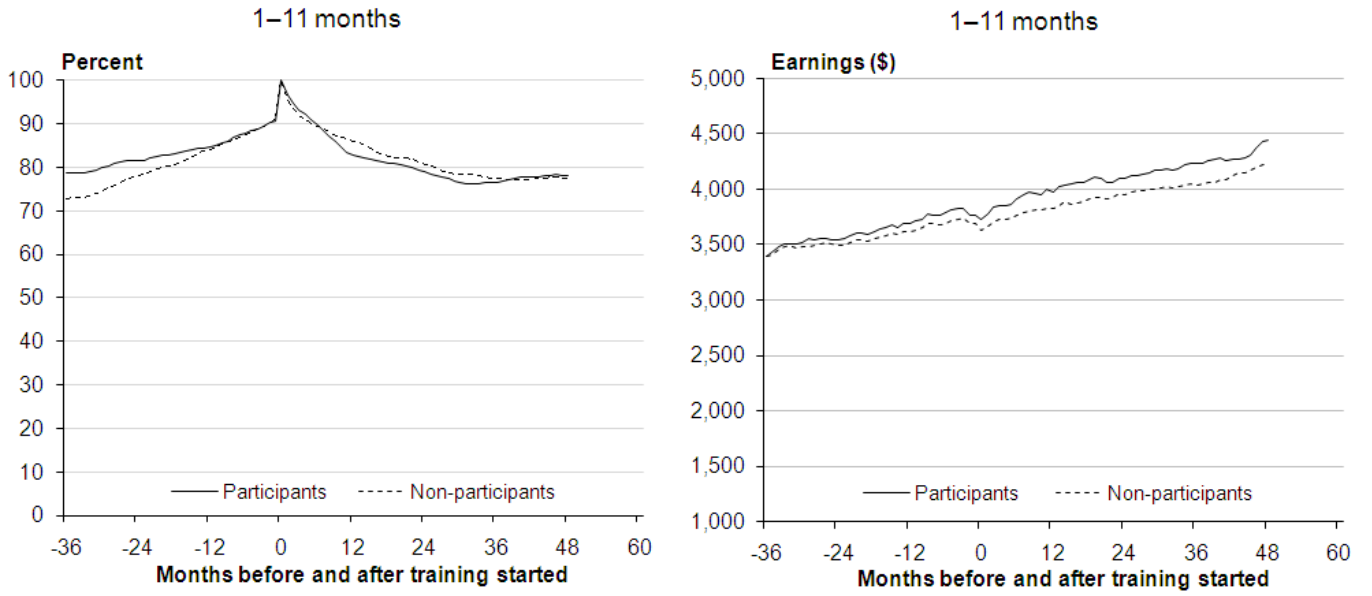 1–11 months
Percent
100
90
80
70
60
50
40
30
20
10
0
Participants
Non-participants
-36 -24 -12 0 12 24 36 48 60
Months before and after training started
1–11 months
Earnings ($)
5,000
4,500
4,000
3,500
3,000
2,500
2,000
1,500
1,000
Participants
Non-participants
-36 -24 -12 0 12 24 36 48 60
Months before and after training started